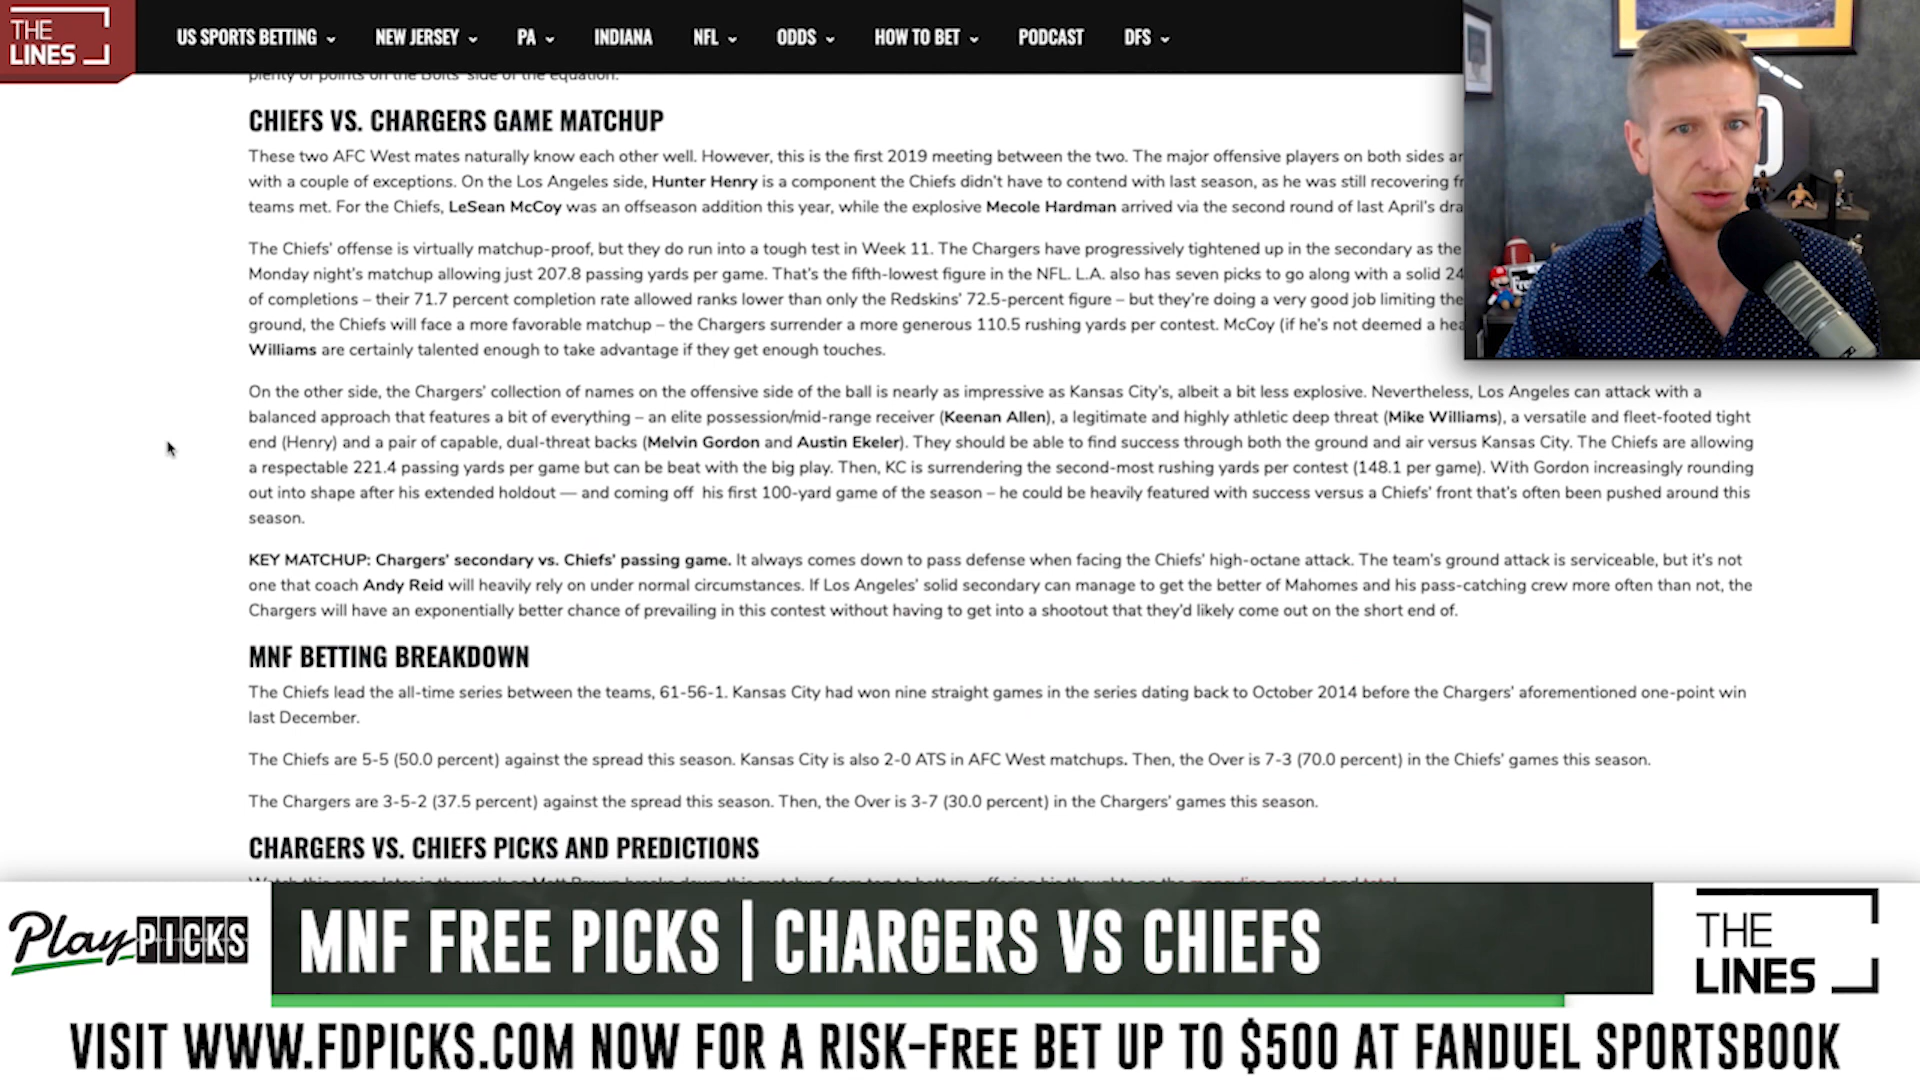 THE
LINES
US SPORTS BETTING
NEW JERSEY
PA
INDIANA
NFL
ODDS
HOW TO BET
PODCAST
DFS
plenty of points on the Bolts' side of the equation.
CHIEFS VS. CHARGERS GAME MATCHUP
These two AFC West mates naturally know each other well. However, this is the first 2019 meeting between the two. The major offensive players on both sides ar
with a couple of exceptions. On the Los Angeles side, Hunter Henry is a component the Chiefs didn't have to contend with last season, as he was still recovering fr
teams met. For the Chiefs, LeSean McCoy was an offseason addition this year, while the explosive Mecole Hardman arrived via the second round of last April's dra
The Chiefs' offense is virtually matchup-proof, but they do run into a tough test in Week 11. The Chargers have progressively tightened up in the secondary as the
Monday night's matchup allowing just 207.8 passing yards per game. That's the fifth-lowest figure in the NFL. L.A. also has seven picks to go along with a solid 24
of completions – their 71.7 percent completion rate allowed ranks lower than only the Redskins' 72.5-percent figure – but they're doing a very good job limiting the
ground, the Chiefs will face a more favorable matchup – the Chargers surrender a more generous 110.5 rushing yards per contest. McCoy (if he's not deemed a hea
Williams are certainly talented enough to take advantage if they get enough touches.
On the other side, the Chargers' collection of names on the offensive side of the ball is nearly as impressive as Kansas City's, albeit a bit less explosive. Nevertheless, Los Angeles can attack with a
balanced approach that features a bit of everything – an elite possession/mid-range receiver (Keenan Allen), a legitimate and highly athletic deep threat (Mike Williams), a versatile and fleet-footed tight
end (Henry) and a pair of capable, dual-threat backs (Melvin Gordon and Austin Ekeler). They should be able to find success through both the ground and air versus Kansas City. The Chiefs are allowing
a respectable 221.4 passing yards per game but can be beat with the big play. Then, KC is surrendering the second-most rushing yards per contest (148.1 per game). With Gordon increasingly rounding
out into shape after his extended holdout — and coming off his first 100-yard game of the season – he could be heavily featured with success versus a Chiefs' front that's often been pushed around this
season.
KEY MATCHUP: Chargers' secondary vs. Chiefs' passing game. It always comes down to pass defense when facing the Chiefs' high-octane attack. The team's ground attack is serviceable, but it's not
one that coach Andy Reid will heavily rely on under normal circumstances. If Los Angeles' solid secondary can manage to get the better of Mahomes and his pass-catching crew more often than not, the
Chargers will have an exponentially better chance of prevailing in this contest without having to get into a shootout that they'd likely come out on the short end of.
MNF BETTING BREAKDOWN
The Chiefs lead the all-time series between the teams, 61-56-1. Kansas City had won nine straight games in the series dating back to October 2014 before the Chargers' aforementioned one-point win
last December.
The Chiefs are 5-5 (50.0 percent) against the spread this season. Kansas City is also 2-0 ATS in AFC West matchups. Then, the Over is 7-3 (70.0 percent) in the Chiefs' games this season.
The Chargers are 3-5-2 (37.5 percent) against the spread this season. Then, the Over is 3-7 (30.0 percent) in the Chargers' games this season.
CHARGERS VS. CHIEFS PICKS AND PREDICTIONS
Play PICKS
MNF FREE PICKS | CHARGERS VS CHIEFS
THE
LINES
VISIT WWW.FDPICKS.COM NOW FOR A RISK-FREE BET UP TO $500 AT FANDUEL SPORTSBOOK